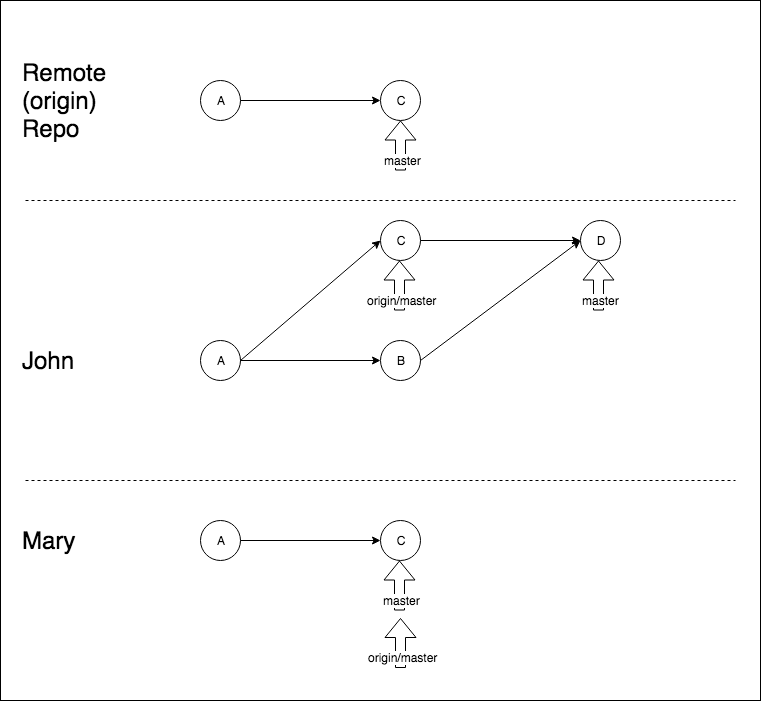 Remote
(origin)
Repo
A
C
master
C
D
origin/master
master
John
A
B
Mary
A
C
master
origin/master